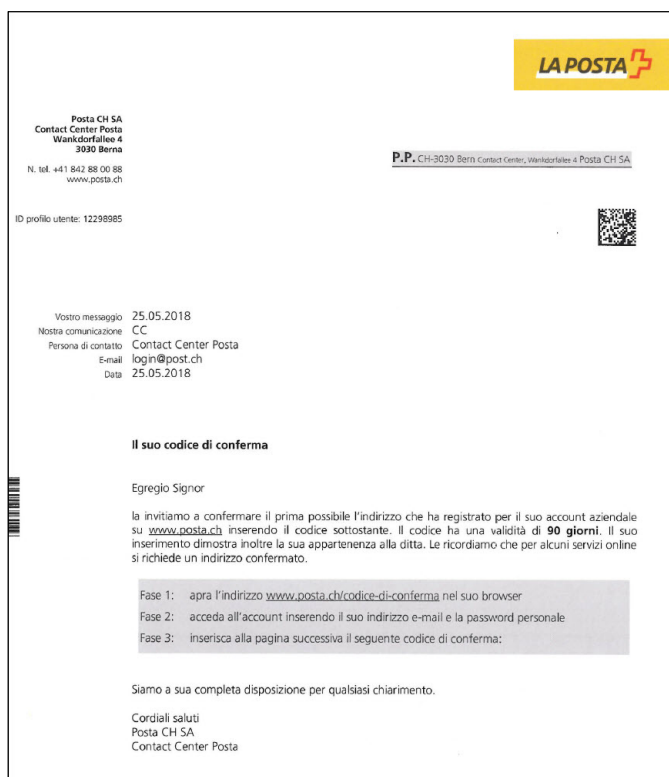 LA POSTA
Posta CH SA
Contact Center Posta
Wankdorfallee 4
3030 Berna
N. tel. +41 842 88 00 88
www.posta.ch
P.P. CH-3030 Bern Contact Center, Wankdorfallee 4 Posta CH SA
ID profilo utente: 12298985
Vostro messaggio 25.05.2018
Nostra comunicazione CC
Persona di contatto Contact Center Posta
E-mail login@post.ch
Data 25.05.2018
Il suo codice di conferma
Egregio Signor
la invitiamo a confermare il prima possibile l'indirizzo che ha registrato per il suo account aziendale
su www.posta.ch inserendo il codice sottostante. Il codice ha una validità di 90 giorni. Il suo
inserimento dimostra inoltre la sua appartenenza alla ditta. Le ricordiamo che per alcuni servizi online
si richiede un indirizzo confermato.
Fase 1: apra l'indirizzo www.posta.ch/codice-di-conferma nel suo browser
Fase 2: acceda all'account inserendo il suo indirizzo e-mail e la password personale
Fase 3: inserisca alla pagina successiva il seguente codice di conferma:
Siamo a sua completa disposizione per qualsiasi chiarimento.
Cordiali saluti
Posta CH SA
Contact Center Posta